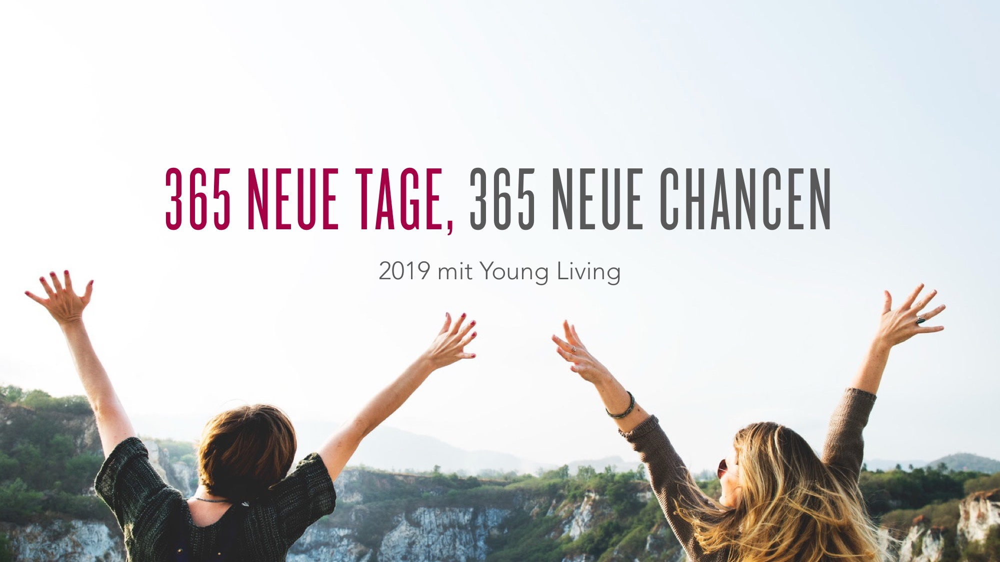 365 NEUE TAGE, 365 NEUE CHANCEN
2019 mit Young Living